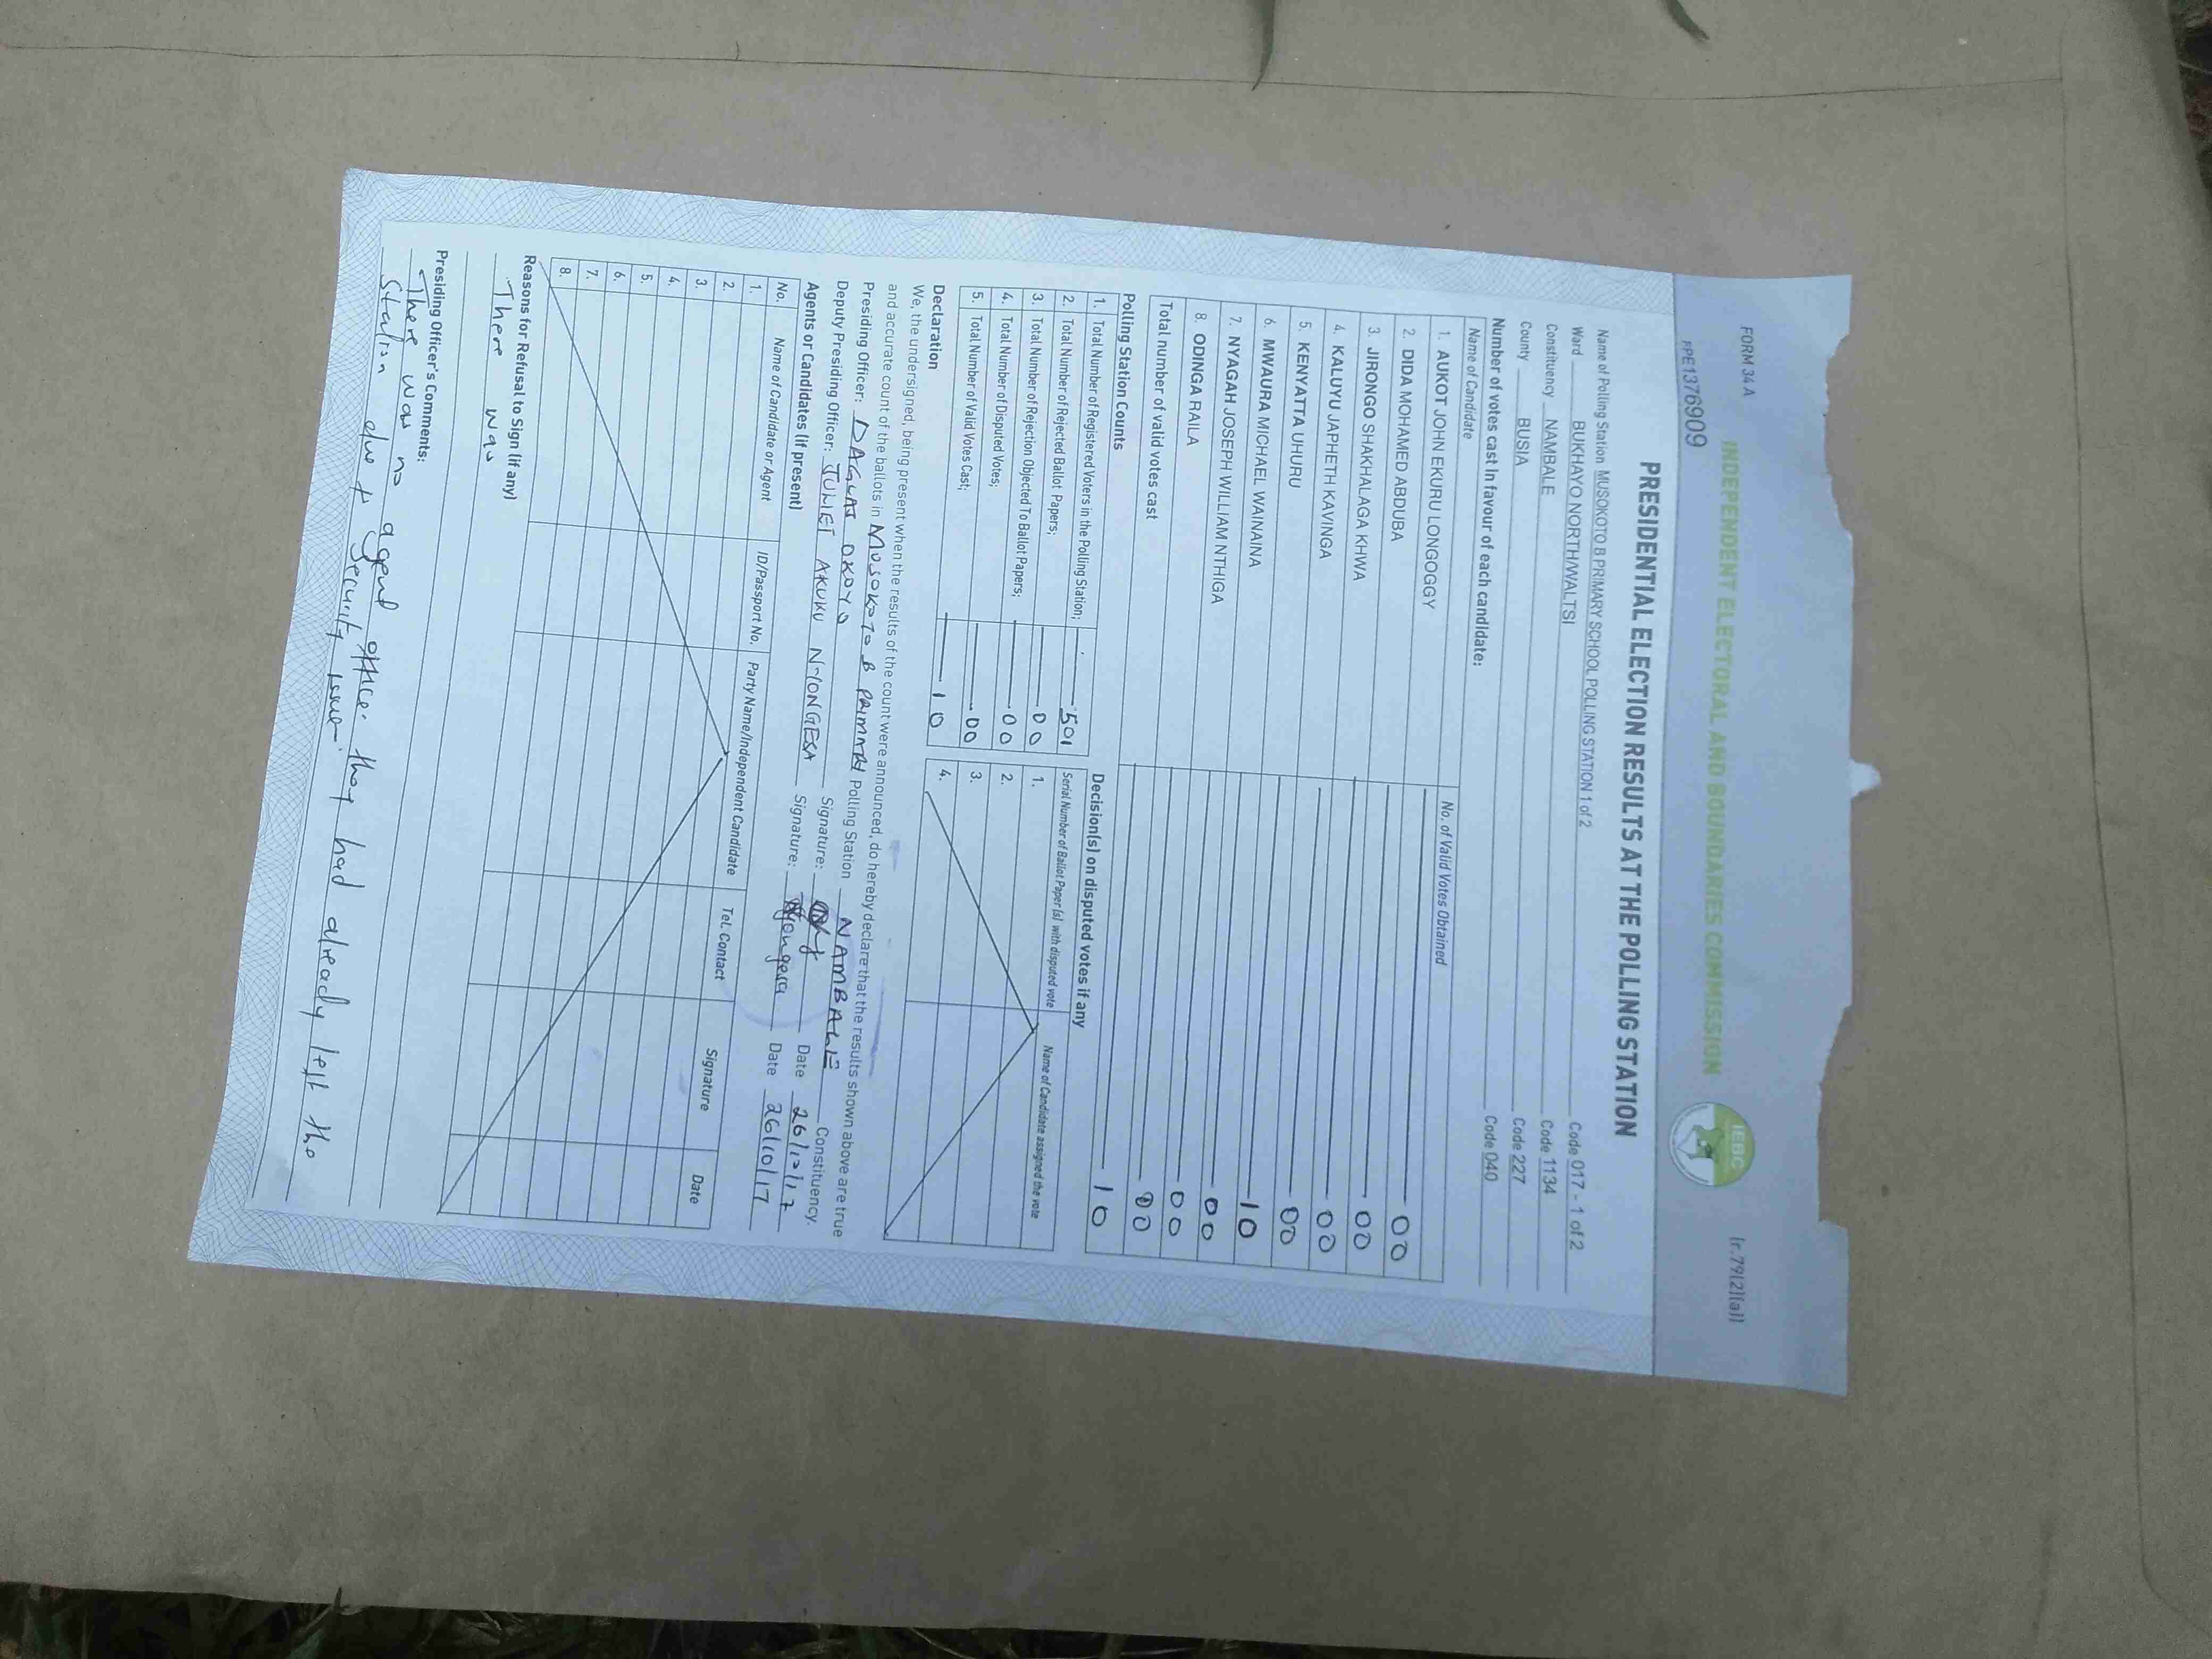 FORM 34 A
(r.79(2)(a))
INDEPENDENT ELECTORAL AND BOUNDARIES COMMISSION
IEBC
PPE1376909
PRESIDENTIAL ELECTION RESULTS AT THE POLLING STATION
Name of Polling Station MUSOKOTO B PRIMARY SCHOOL POLLING STATION 1 of 2 Code 017 - 1 of 2
Ward BUKHAYO NORTH/WALTSI Code 1134
Constituency NAMBALE Code 227
County BUSIA Code 040
Number of votes cast in favour of each candidate:
Name of Candidate No. of Valid Votes Obtained
1. AUKOT JOHN EKURU LONGOGGY 00
2. DIDA MOHAMED ABDUBA 00
3. JIRONGO SHAKHALAGA KHWA 00
4. KALUYU JAPHETH KAVINGA 00
5. KENYATTA UHURU 10
6. MWAURA MICHAEL WAINAINA 00
7. NYAGAH JOSEPH WILLIAM NTHIGA 00
8. ODINGA RAILA 00
Total number of valid votes cast 10
Polling Station Counts
1. Total Number of Registered Voters in the Polling Station; 501
2. Total Number of Rejected Ballot Papers; 00
3. Total Number of Rejection Objected To Ballot Papers; 00
4. Total Number of Disputed Votes; 00
5. Total Number of Valid Votes Cast; 10
Decision(s) on disputed votes if any
Serial Number of Ballot Paper (s) with disputed vote Name of Candidate assigned the vote
1.
2.
3.
4.
Declaration
We, the undersigned, being present when the results of the count were announced, do hereby declare that the results shown above are true
and accurate count of the ballots in MUSOKOTO B PRIMARY Polling Station NAMBALE Constituency.
Presiding Officer: DAGLAS OKOYO Signature: Date 26/10/17
Deputy Presiding Officer: JULIET AKUKU N-IONGESA Signature: Njongesa Date 26/10/17
Agents or Candidates (if present)
No. Name of Candidate or Agent ID/Passport No. Party Name/Independent Candidate Tel. Contact Signature Date
1.
2.
3.
4.
5.
6.
7.
8.
Reasons for Refusal to Sign (if any)
There was
Presiding Officer's Comments:
There was no agent office. they had already left the
Station due to Security issue.